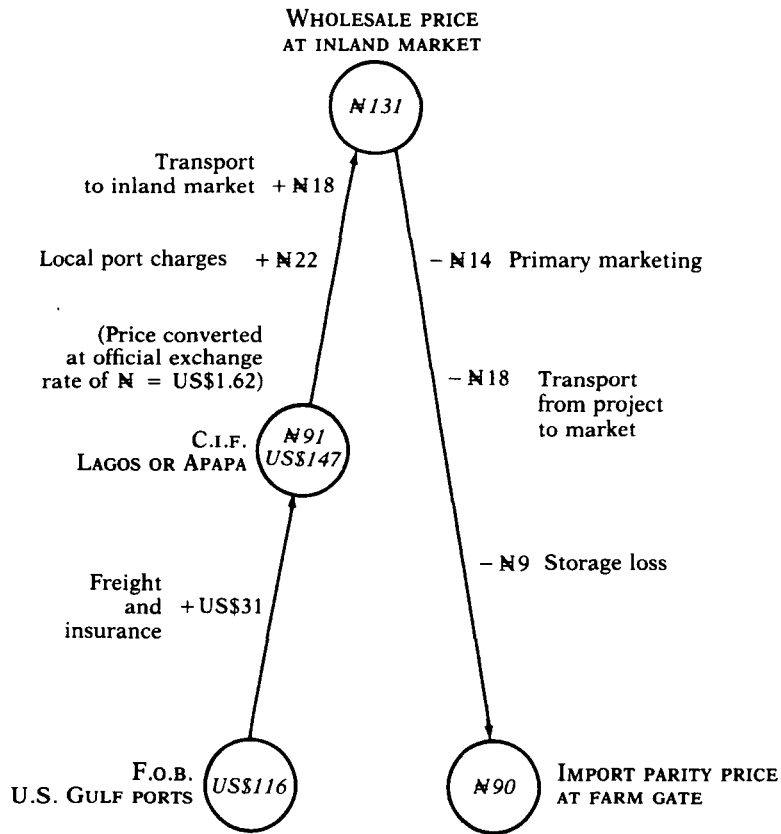 WHOLESALE PRICE
AT INLAND MARKET
₦131
Transport
to inland market + ₦18
Local port charges + ₦22
(Price converted
at official exchange
rate of ₦ = US$1.62)
C.I.F.
LAGOS OR APAPA
₦91
US$147
Freight
and
insurance
+US$31
F.O.B.
U.S. GULF PORTS
US$116
– ₦14 Primary marketing
– ₦18 Transport
from project
to market
– ₦9 Storage loss
₦90
IMPORT PARITY PRICE
AT FARM GATE